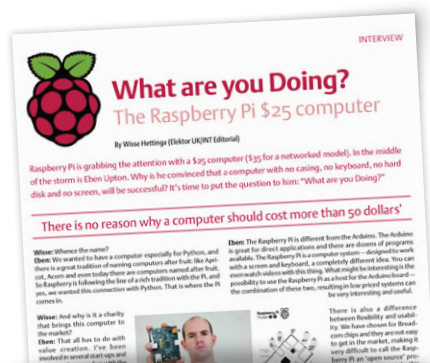 INTERVIEW
What are you Doing?
The Raspberry Pi $25 computer
By Wisse Hettinga (Elektor UK/INT Editorial)
Raspberry Pi is grabbing the attention with a $25 computer ($35 for a networked model). In the middle
of the storm is Eben Upton. Why is he convinced that a computer with no casing, no keyboard, no hard
disk and no screen, will be successful? It's time to put the question to him: "What are you Doing?"
There is no reason why a computer should cost more than 50 dollars'
Wisse: Whence the name?
Eben: We wanted to have a computer especially for Python, and
there is a great tradition of naming computers after fruit: like Apri-
cot, Acorn and even today there are computers named after fruit.
So Raspberry is following the line of a rich tradition with the Pi, and
yes, we wanted this connection with Python. That is where the Pi
comes in.
Wisse: And why is it a charity
that brings this computer to
the market?
Eben: That all has to do with
value creation. I've been
involved in several start-ups and
Eben: The Raspberry Pi is different from the Arduino. The Arduino
is great for direct applications and there are dozens of programs
available. The Raspberry Pi is a computer system — designed to work
with a screen and keyboard, a completely different idea. You can
even watch videos with this thing. What might be interesting is the
possibility to use the Raspberry Pi as a host for the Arduino board —
the combination of these two, resulting in low priced systems can
be very interesting and useful.
There is also a difference
between flexibility and usabil-
ity. We have chosen for Broad-
com chips and they are not easy
to get in the market, making it
very difficult to call the Rasp-
berry Pi an 'open source' pro-